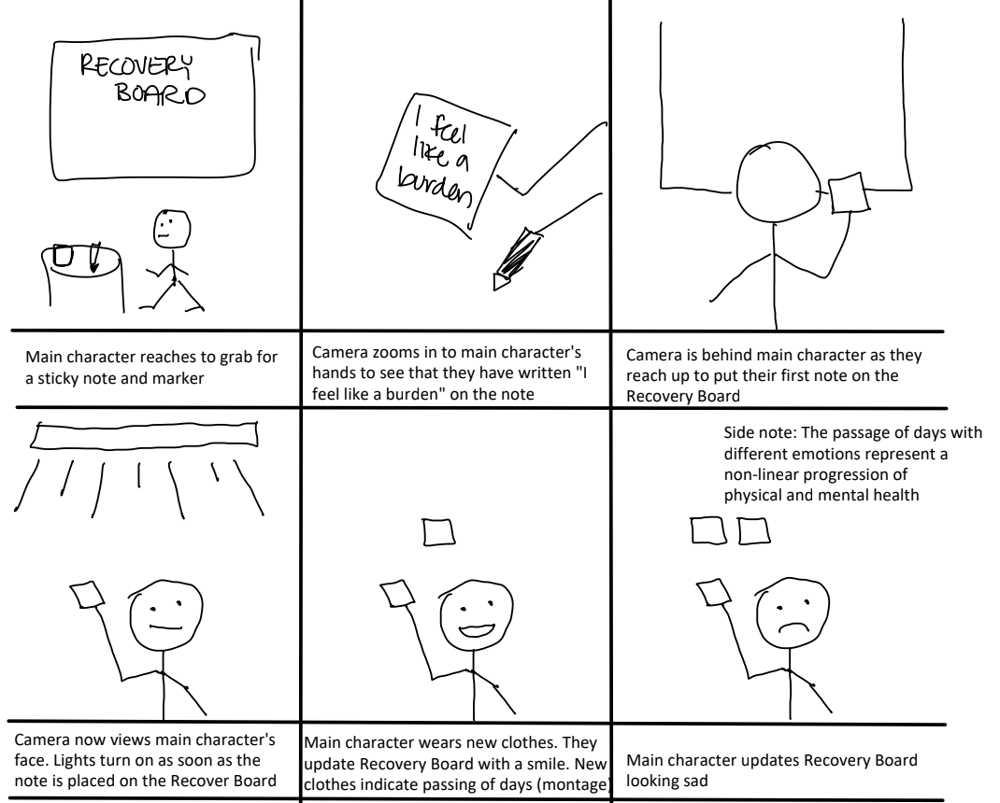 RECOVERY
BOARD
I feel
like a
burden
Main character reaches to grab for
a sticky note and marker
Camera zooms in to main character's
hands to see that they have written "I
feel like a burden" on the note
Camera is behind main character as they
reach up to put their first note on the
Recovery Board
Side note: The passage of days with
different emotions represent a
non-linear progression of
physical and mental health
Camera now views main character's
face. Lights turn on as soon as the
note is placed on the Recover Board
Main character wears new clothes. They
update Recovery Board with a smile. New
clothes indicate passing of days (montage)
Main character updates Recovery Board
looking sad